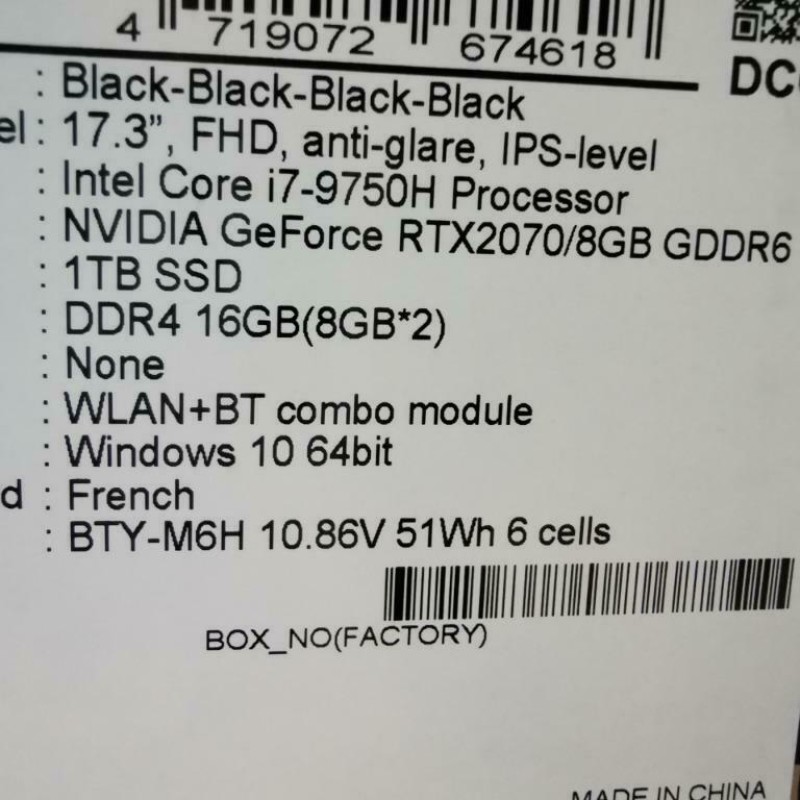 4 719072 674618
DC
: Black-Black-Black-Black
el : 17.3”, FHD, anti-glare, IPS-level
: Intel Core i7-9750H Processor
: NVIDIA GeForce RTX2070/8GB GDDR6
: 1TB SSD
: DDR4 16GB(8GB*2)
: None
: WLAN+BT combo module
: Windows 10 64bit
d : French
: BTY-M6H 10.86V 51Wh 6 cells
BOX_NO(FACTORY)
MADE IN CHINA